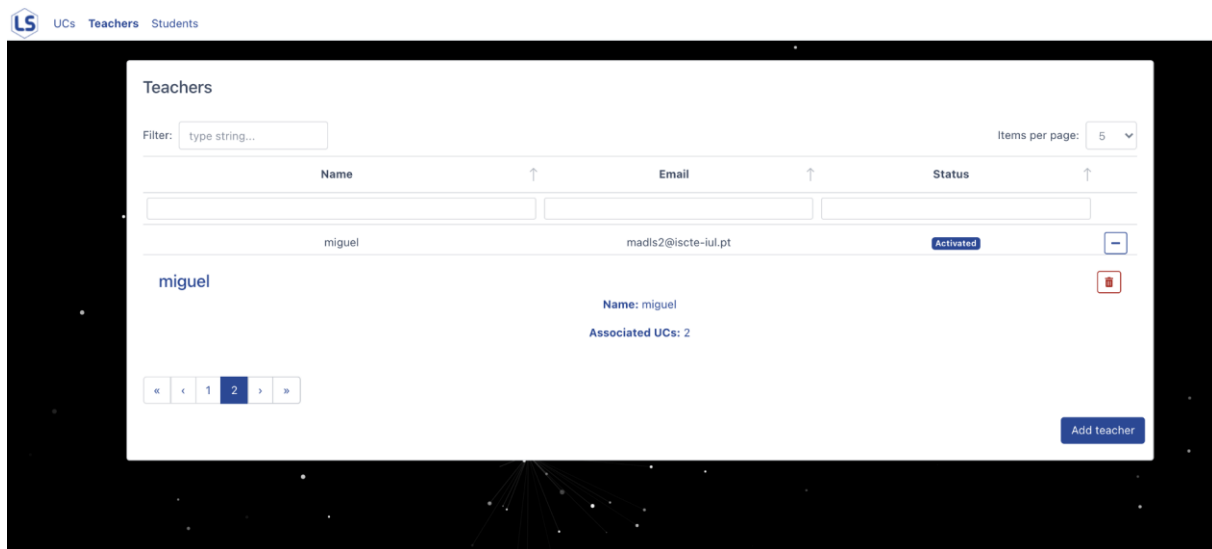 LS UCs Teachers Students
Teachers
Filter: type string... Items per page: 5
Name ↑ Email ↑ Status ↑
miguel madls2@iscte-iul.pt Activated −
miguel
Name: miguel
Associated UCs: 2
« ‹ 1 2 › »
Add teacher